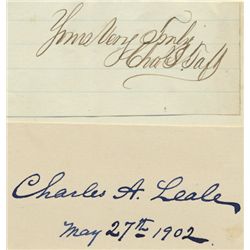 Yours Very Truly
Chas. S. Taft
Charles A. Leale
May 27th 1902.